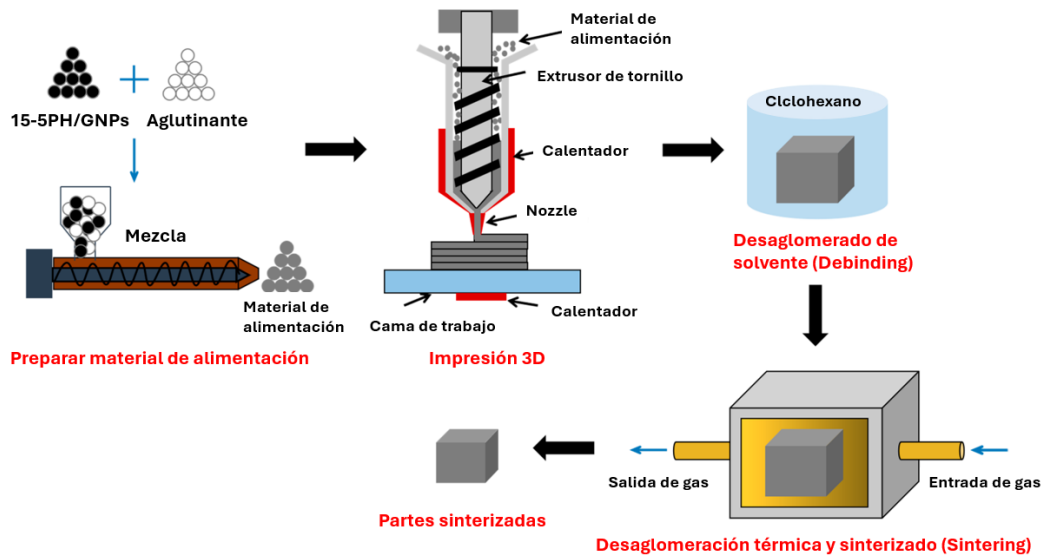 15-5PH/GNPs
Aglutinante
Mezcla
Material de
alimentación
Preparar material de alimentación
Material de
alimentación
Extrusor de tornillo
Calentador
Nozzle
Cama de trabajo
Calentador
Impresión 3D
Clclohexano
Desaglomerado de
solvente (Debinding)
Salida de gas
Entrada de gas
Desaglomeración térmica y sinterizado (Sintering)
Partes sinterizadas